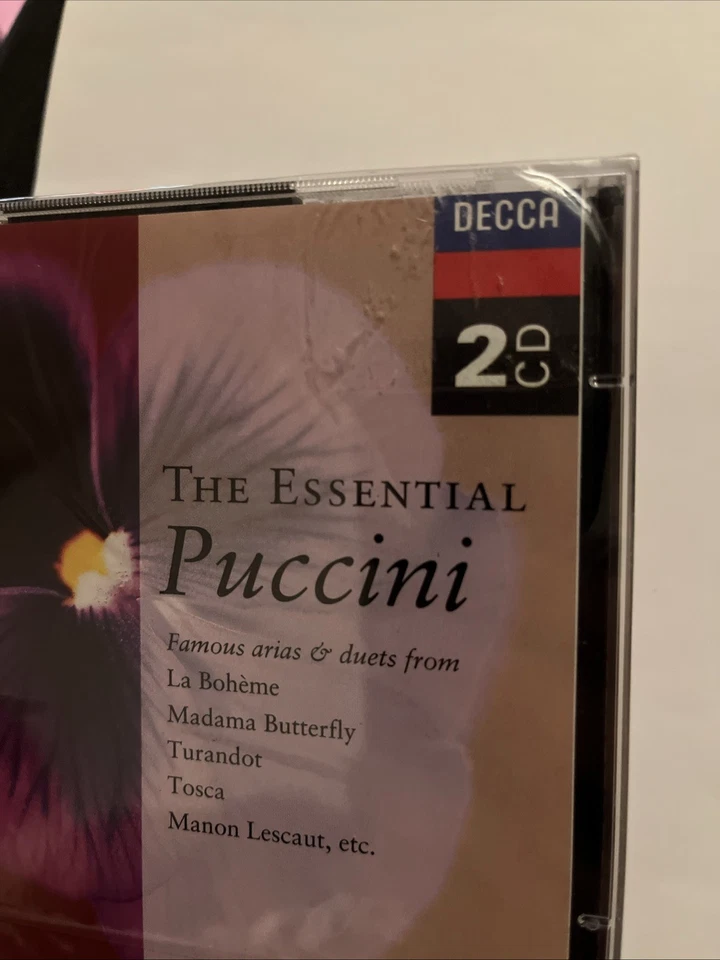 DECCA
2CD
THE ESSENTIAL
Puccini
Famous arias & duets from
La Bohème
Madama Butterfly
Turandot
Tosca
Manon Lescaut, etc.